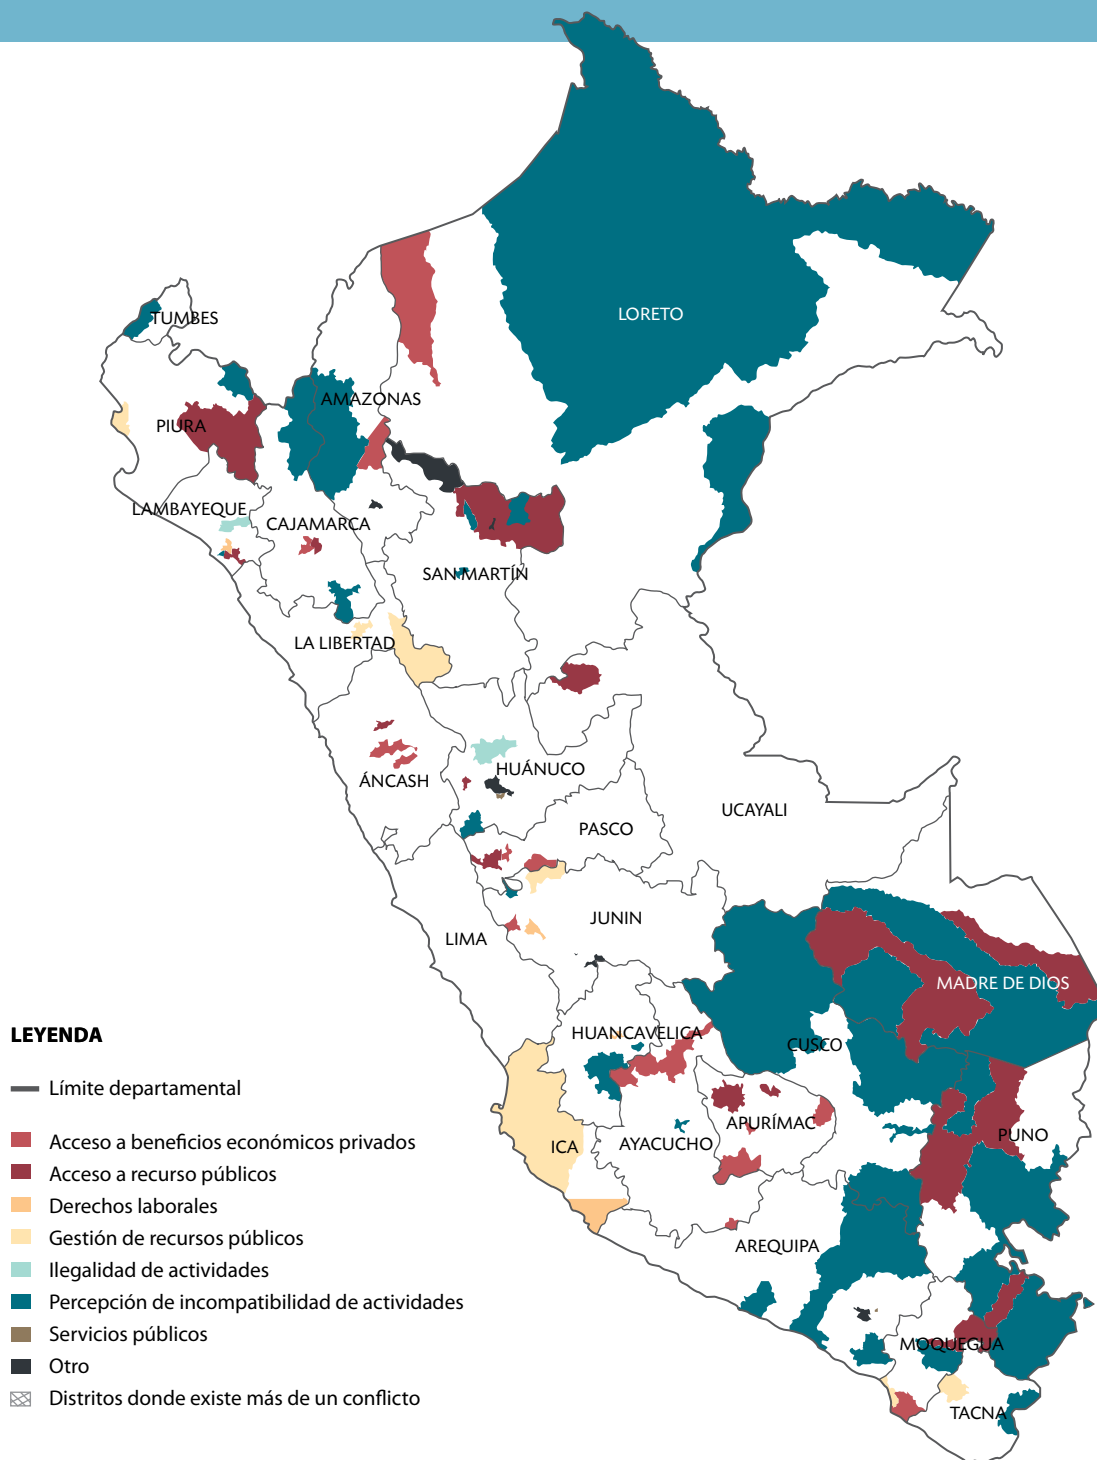 LORETO
TUMBES
AMAZONAS
PIURA
LAMBAYEQUE
CAJAMARCA
SAN MARTÍN
LA LIBERTAD
HUÁNUCO
ÁNCASH
UCAYALI
PASCO
JUNIN
LIMA
MADRE DE DIOS
HUANCAVELICA
CUSCO
APURÍMAC
PUNO
ICA
AYACUCHO
AREQUIPA
MOQUEGUA
TACNA
LEYENDA
Límite departamental
Acceso a beneficios económicos privados
Acceso a recurso públicos
Derechos laborales
Gestión de recursos públicos
Ilegalidad de actividades
Percepción de incompatibilidad de actividades
Servicios públicos
Otro
Distritos donde existe más de un conflicto